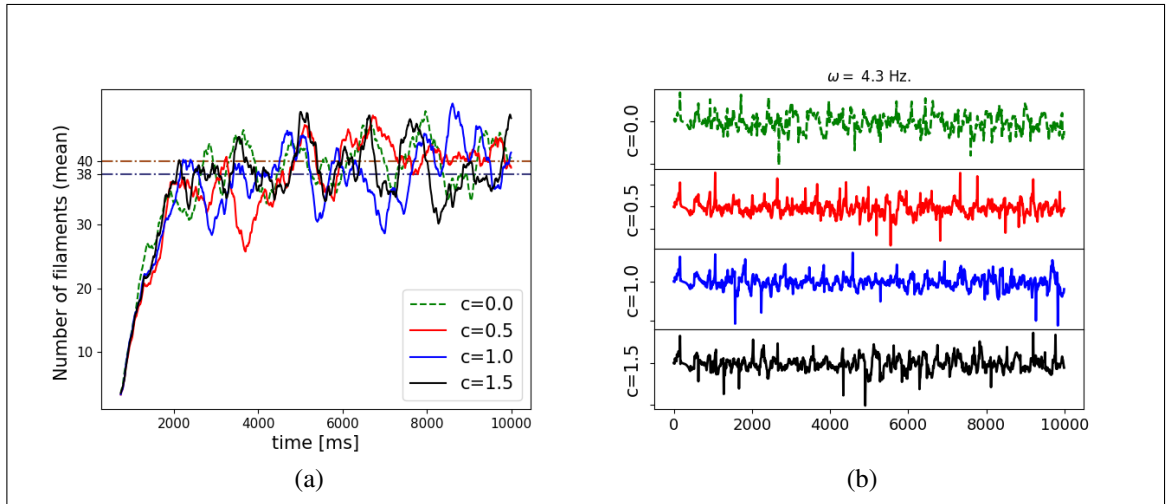 Number of filaments (mean)
40
38
30
20
10
c=0.0
c=0.5
c=1.0
c=1.5
2000 4000 6000 8000 10000
time [ms]
(a)
ω = 4.3 Hz.
c=0.0
c=0.5
c=1.0
c=1.5
0 2000 4000 6000 8000 10000
(b)